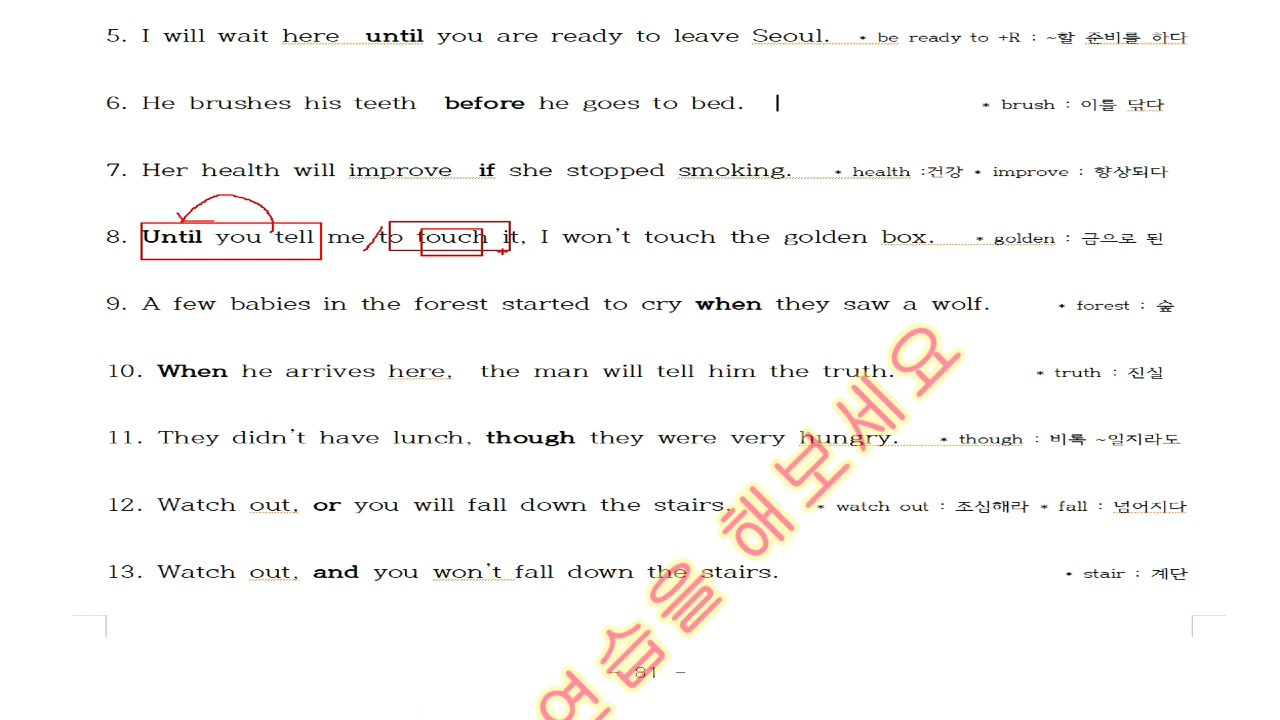 5. I will wait here until you are ready to leave Seoul. * be ready to +R : ~할 준비를 하다
6. He brushes his teeth before he goes to bed. * brush : 이를 닦다
7. Her health will improve if she stopped smoking. * health :건강 * improve : 향상되다
8. Until you tell me to touch it, I won't touch the golden box. * golden : 금으로 된
9. A few babies in the forest started to cry when they saw a wolf. * forest : 숲
10. When he arrives here, the man will tell him the truth. * truth : 진실
11. They didn't have lunch, though they were very hungry. * though : 비록 ~일지라도
12. Watch out, or you will fall down the stairs. * watch out : 조심해라 * fall : 넘어지다
13. Watch out, and you won't fall down the stairs. * stair : 계단
- 81 -
연습을 해보세요